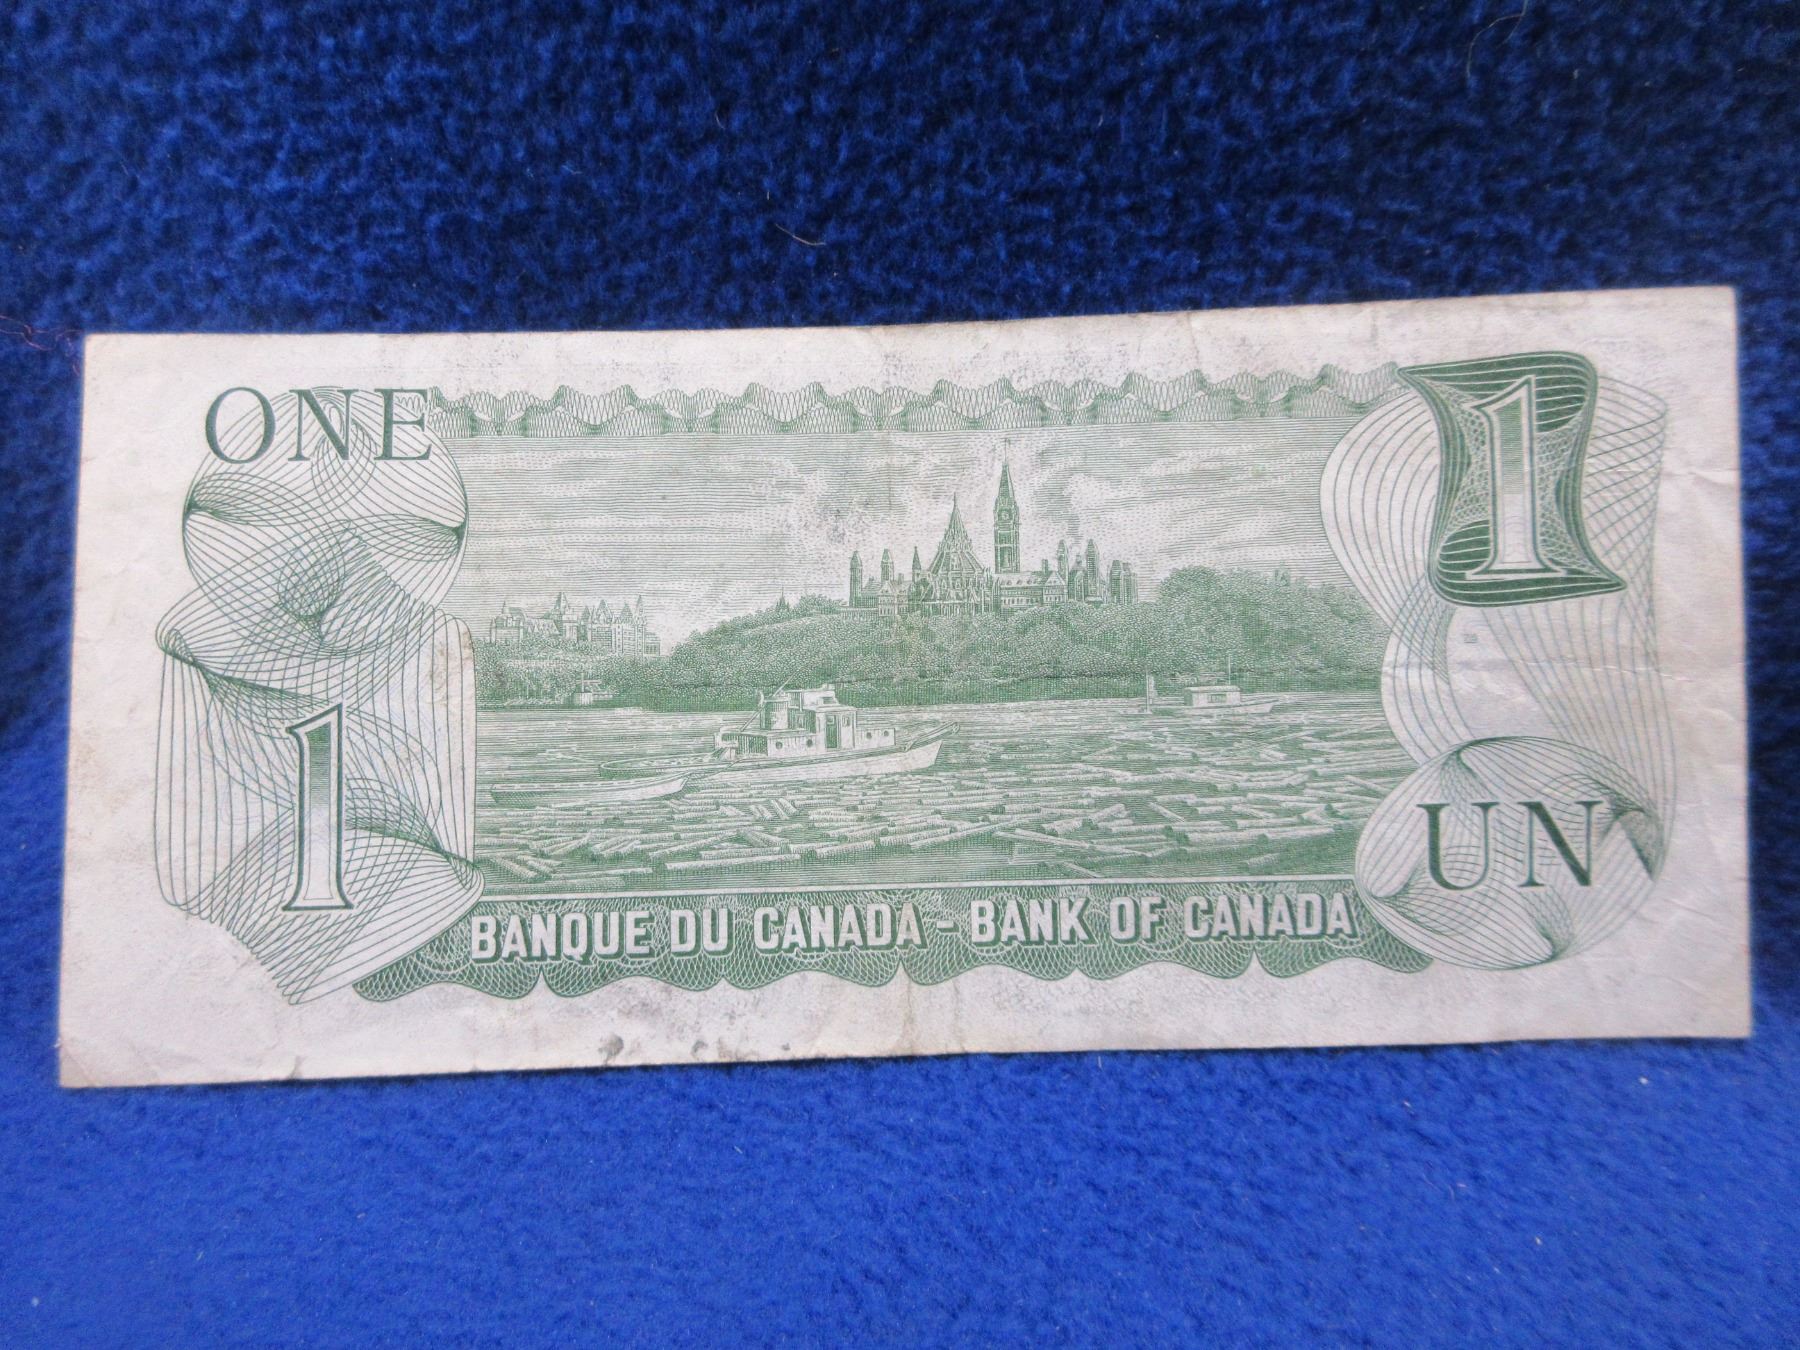 ONE
1
1
UN
BANQUE DU CANADA - BANK OF CANADA